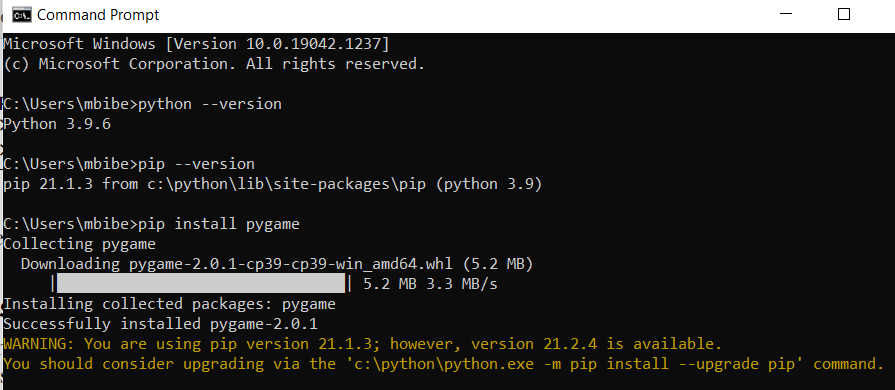 Command Prompt
Microsoft Windows [Version 10.0.19042.1237]
(c) Microsoft Corporation. All rights reserved.
C:\Users\mbibe>python --version
Python 3.9.6
C:\Users\mbibe>pip --version
pip 21.1.3 from c:\python\lib\site-packages\pip (python 3.9)
C:\Users\mbibe>pip install pygame
Collecting pygame
  Downloading pygame-2.0.1-cp39-cp39-win_amd64.whl (5.2 MB)
     |████████████████████████████████| 5.2 MB 3.3 MB/s
Installing collected packages: pygame
Successfully installed pygame-2.0.1
WARNING: You are using pip version 21.1.3; however, version 21.2.4 is available.
You should consider upgrading via the 'c:\python\python.exe -m pip install --upgrade pip' command.